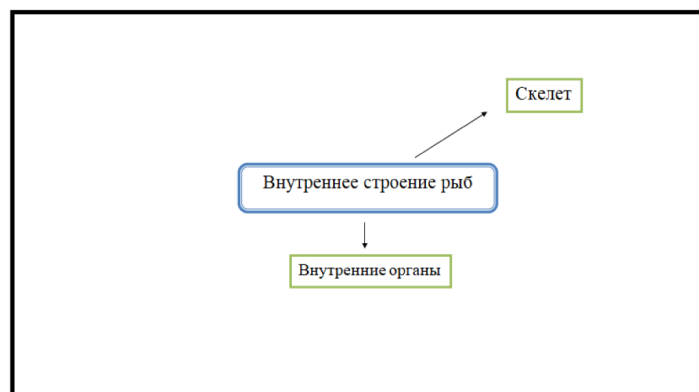 Скелет
Внутреннее строение рыб
Внутренние органы